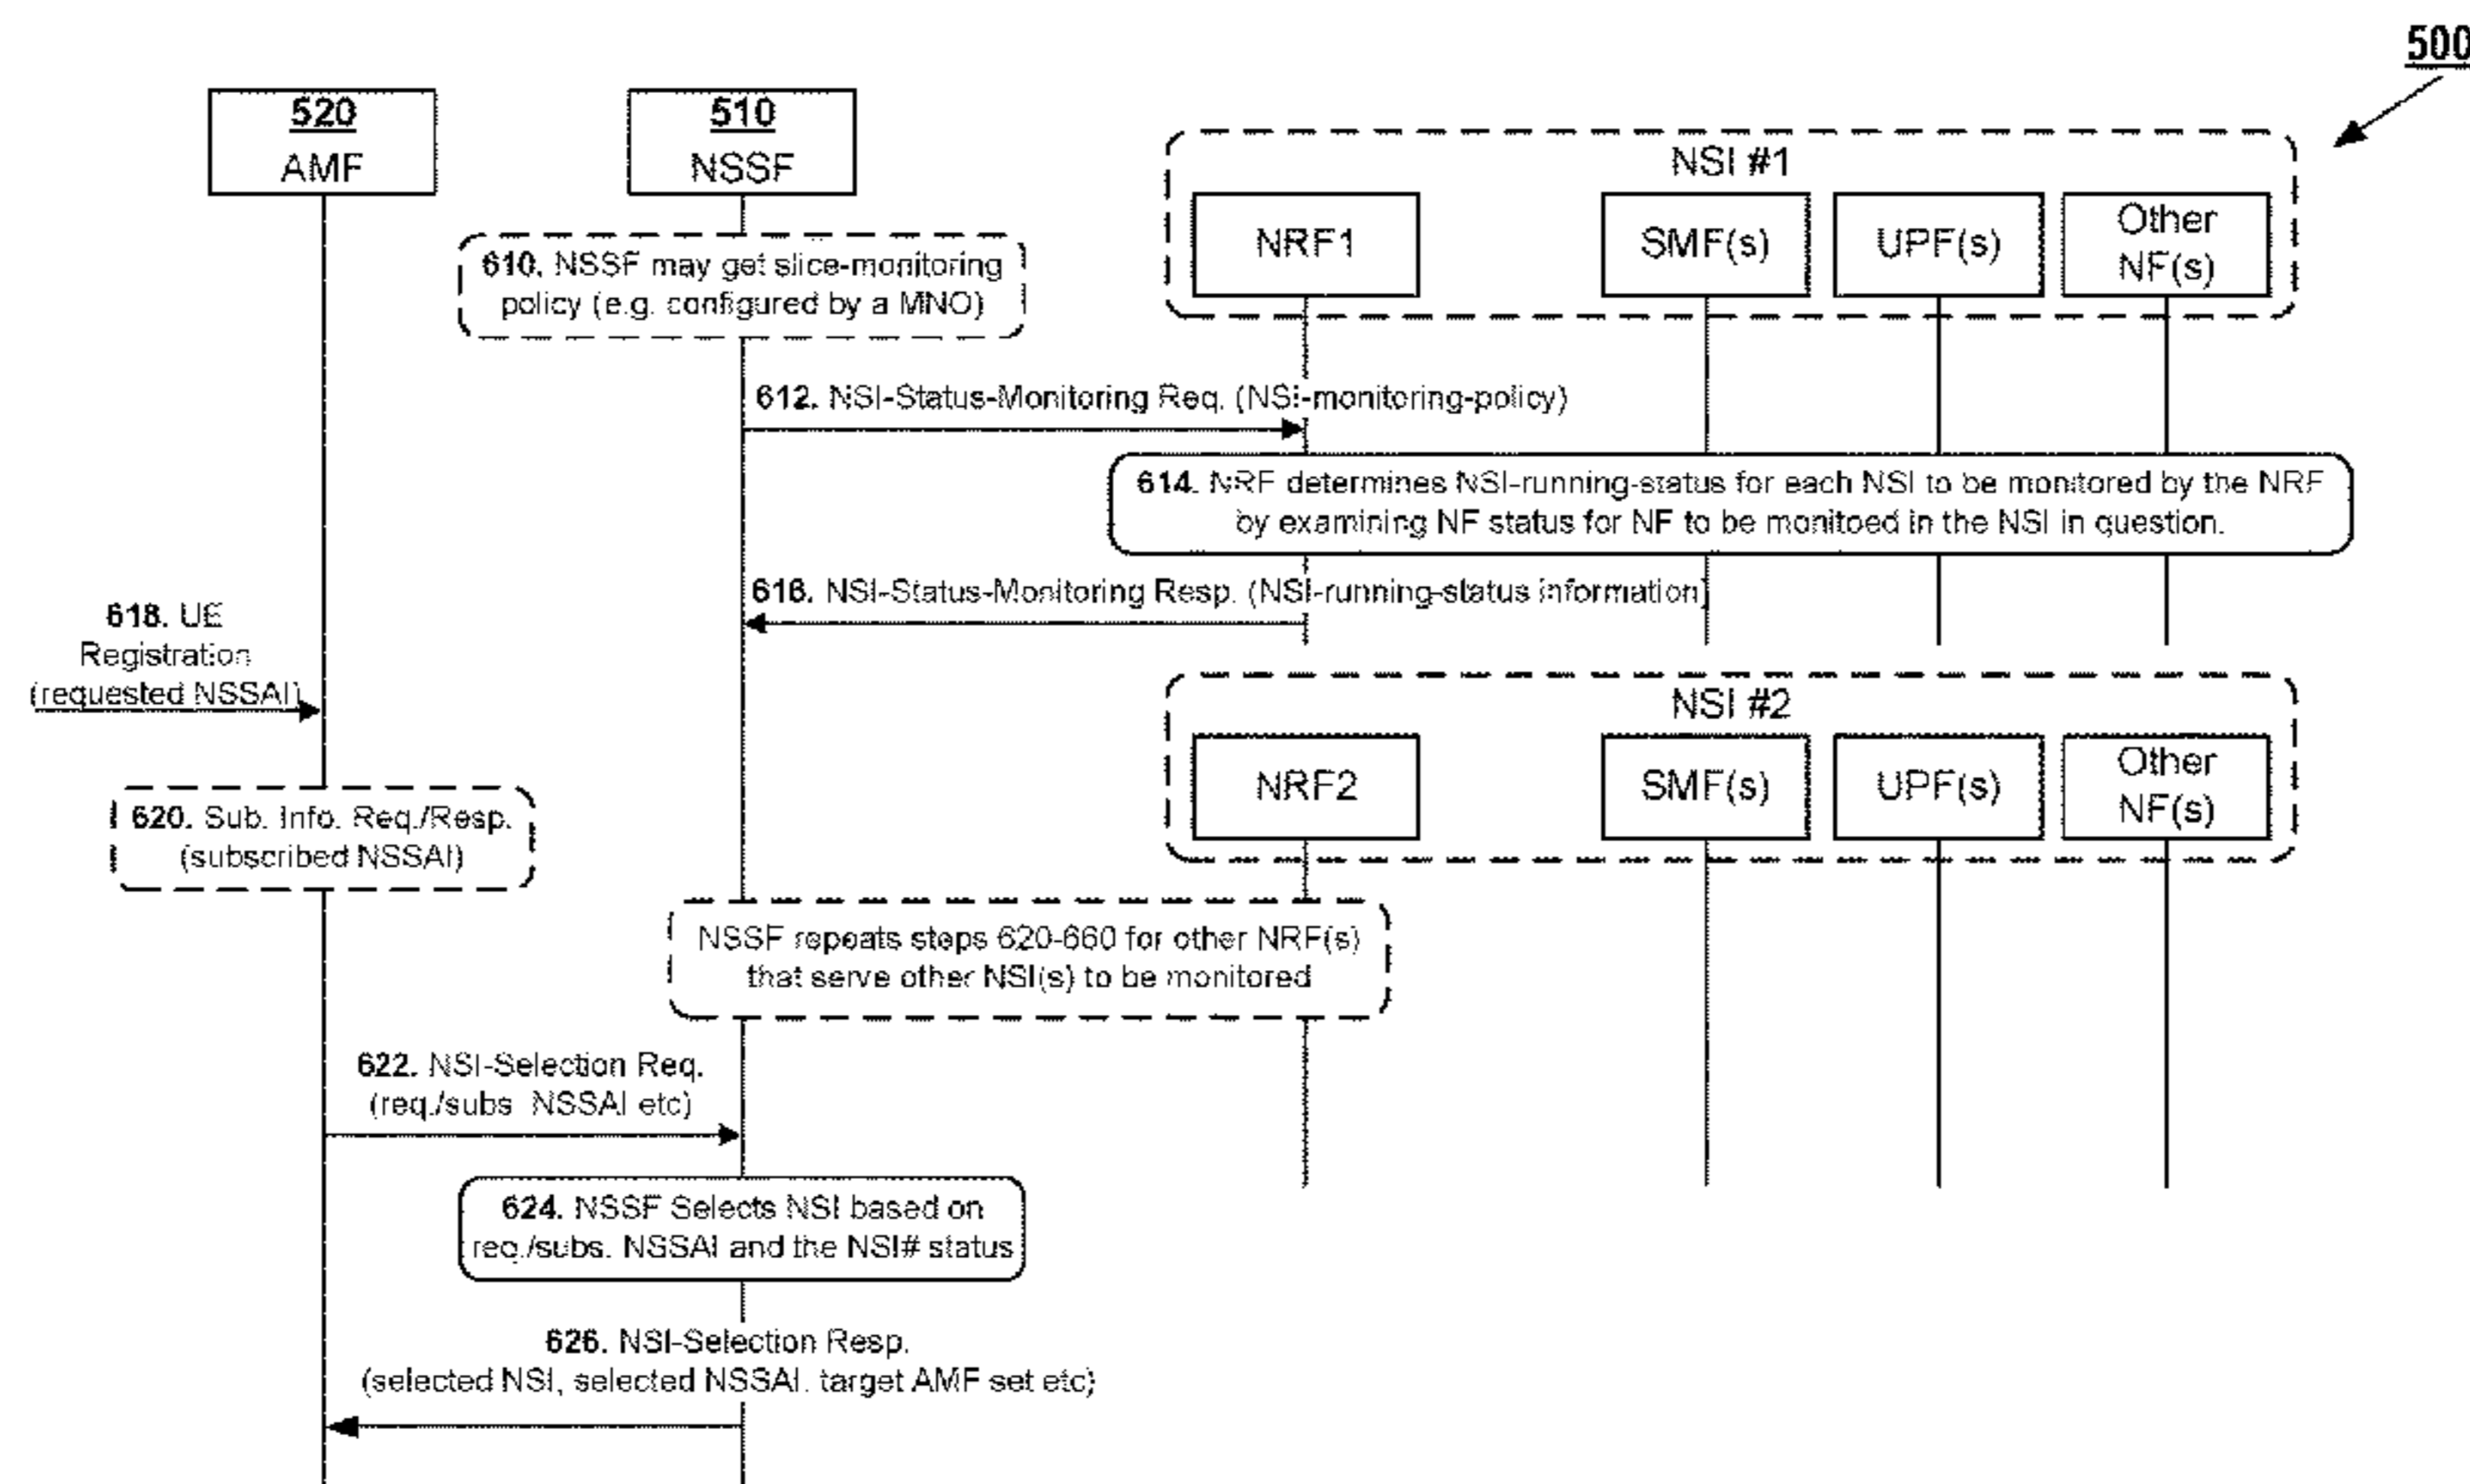 500
520
AMF
510
NSSF
NSI #1
NRF1
SMF(s)
UPF(s)
Other
NF(s)
610. NSSF may get slice-monitoring
policy (e.g. configured by a MNO)
612. NSI-Status-Monitoring Req. (NSI-monitoring-policy)
614. NRF determines NSI-running-status for each NSI to be monitored by the NRF
by examining NF status for NF to be monitoed in the NSI in question.
616. NSI-Status-Monitoring Resp. (NSI-running-status information)
618. UE
Registration
(requested NSSAI)
NSI #2
NRF2
SMF(s)
UPF(s)
Other
NF(s)
620. Sub. Info. Req./Resp.
(subscribed NSSAI)
NSSF repeats steps 620-660 for other NRF(s)
that serve other NSI(s) to be monitored
622. NSI-Selection Req.
(req./subs. NSSAI etc)
624. NSSF Selects NSI based on
req./subs. NSSAI and the NSI# status
626. NSI-Selection Resp.
(selected NSI, selected NSSAI, target AMF set etc)